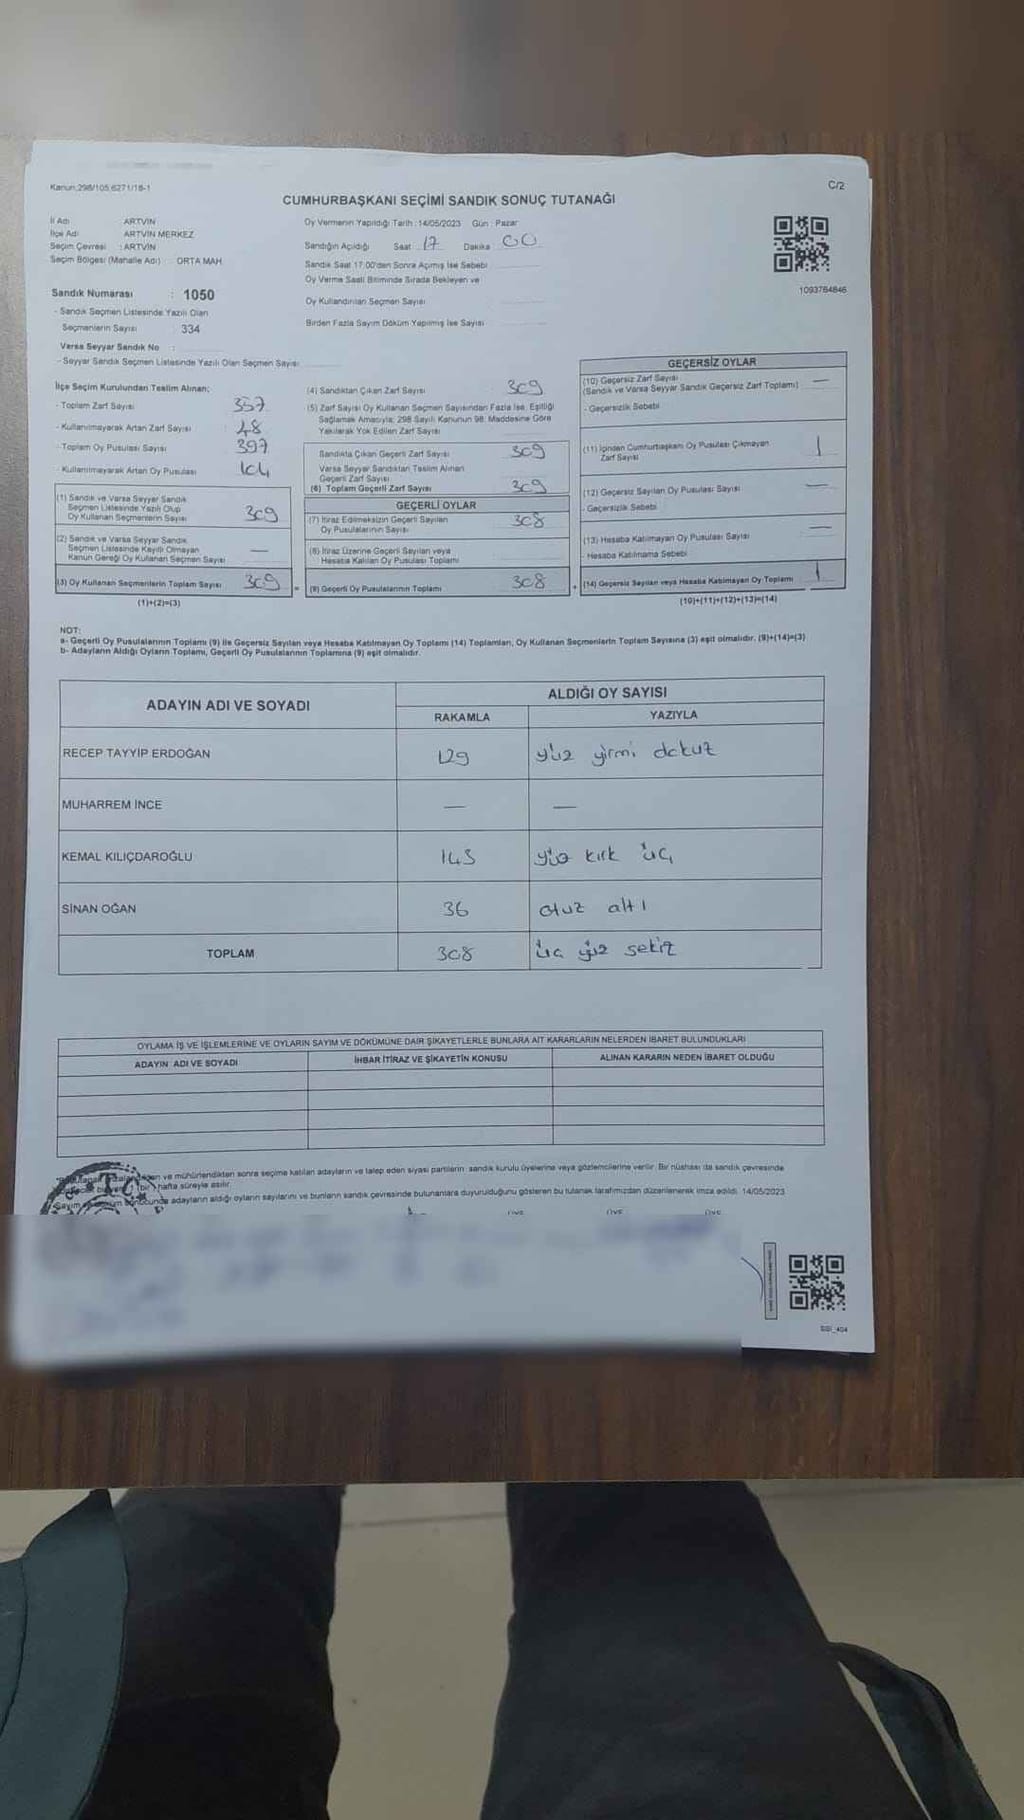 Kanun.298/105.6271/18-1
C/2
CUMHURBAŞKANI SEÇİMİ SANDIK SONUÇ TUTANAĞI
İl Adı ARTVİN
İlçe Adı ARTVİN MERKEZ
Seçim Çevresi : ARTVİN
Seçim Bölgesi (Mahalle Adı) : ORTA MAH.
Sandık Numarası : 1050
- Sandık Seçmen Listesinde Yazılı Olan
Seçmenlerin Sayısı : 334
Varsa Seyyar Sandık No :
- Seyyar Sandık Seçmen Listesinde Yazılı Olan Seçmen Sayısı
Oy Vermenin Yapıldığı Tarih : 14/05/2023 Gün : Pazar
Sandığın Açıldığı Saat 17 Dakika 00
Sandık Saat 17:00'den Sonra Açımış İse Sebebi
Oy Verme Saati Bitiminde Sırada Bekleyen ve
Oy Kullandırılan Seçmen Sayısı
Birden Fazla Sayım Döküm Yapılmış İse Sayısı
1093784846
İlçe Seçim Kurulundan Teslim Alınan;
- Toplam Zarf Sayısı : 357
- Kullanılmayarak Artan Zarf Sayısı : 48
- Toplam Oy Pusulası Sayısı : 397
- Kullanılmayarak Artan Oy Pusulası : 104
(1) Sandık ve Varsa Seyyar Sandık
Seçmen Listesinde Yazılı Olup
Oy Kullanan Seçmenlerin Sayısı 309
(2) Sandık ve Varsa Seyyar Sandık
Seçmen Listesinde Kayıtlı Olmayan
Kanun Gereği Oy Kullanan Seçmen Sayısı —
(3) Oy Kullanan Seçmenlerin Toplam Sayısı 309
(1)+(2)=(3)
(4) Sandıktan Çıkan Zarf Sayısı 309
(5) Zarf Sayısı Oy Kullanan Seçmen Sayısından Fazla İse, Eşitliği
Sağlamak Amacıyla; 298 Sayılı Kanunun 98. Maddesine Göre
Yakılarak Yok Edilen Zarf Sayısı
Sandıkta Çıkan Geçerli Zarf Sayısı 309
Varsa Seyyar Sandıktan Teslim Alınan
Geçerli Zarf Sayısı
(6) Toplam Geçerli Zarf Sayısı 309
GEÇERLİ OYLAR
(7) İtiraz Edilmeksizin Geçerli Sayılan
Oy Pusulalarının Sayısı 308
(8) İtiraz Üzerine Geçerli Sayılan veya
Hesaba Katılan Oy Pusulası Toplamı
(9) Geçerli Oy Pusulalarının Toplamı 308
GEÇERSİZ OYLAR
(10) Geçersiz Zarf Sayısı —
(Sandık ve Varsa Seyyar Sandık Geçersiz Zarf Toplamı)
- Geçersizlik Sebebi
(11) İçinden Cumhurbaşkanı Oy Pusulası Çıkmayan
Zarf Sayısı 1
(12) Geçersiz Sayılan Oy Pusulası Sayısı —
- Geçersizlik Sebebi
(13) Hesaba Katılmayan Oy Pusulası Sayısı —
- Hesaba Katılmama Sebebi
(14) Geçersiz Sayılan veya Hesaba Katılmayan Oy Toplamı 1
(10)+(11)+(12)+(13)=(14)
NOT:
a- Geçerli Oy Pusulalarının Toplamı (9) ile Geçersiz Sayılan veya Hesaba Katılmayan Oy Toplamı (14) Toplamları, Oy Kullanan Seçmenlerin Toplam Sayısına (3) eşit olmalıdır. (9)+(14)=(3)
b- Adayların Aldığı Oyların Toplamı, Geçerli Oy Pusulalarının Toplamına (9) eşit olmalıdır.
ADAYIN ADI VE SOYADI
ALDIĞI OY SAYISI
RAKAMLA YAZIYLA
RECEP TAYYİP ERDOĞAN 129 yüz yirmi dokuz
MUHARREM İNCE — —
KEMAL KILIÇDAROĞLU 143 yüz kırk üç
SİNAN OĞAN 36 otuz altı
TOPLAM 308 üç yüz sekiz
OYLAMA İŞ VE İŞLEMLERİNE VE OYLARIN SAYIM VE DÖKÜMÜNE DAİR ŞİKAYETLERLE BUNLARA AİT KARARLARIN NELERDEN İBARET BULUNDUKLARI
ADAYIN ADI VE SOYADI İHBAR İTİRAZ VE ŞİKAYETİN KONUSU ALINAN KARARIN NEDEN İBARET OLDUĞU
ve mühürlendikten sonra seçime katılan adayların ve talep eden siyasi partilerin sandık kurulu üyelerine veya gözlemcilerine verilir. Bir nüshası da sandık çevresinde
(bir) hafta süreyle asılır.
adayların aldığı oyların sayılarını ve bunların sandık çevresinde bulunanlara duyurulduğunu gösteren bu tutanak tarafımızdan düzenlenerek imza edildi. 14/05/2023
T.C.
ÜYE ÜYE ÜYE